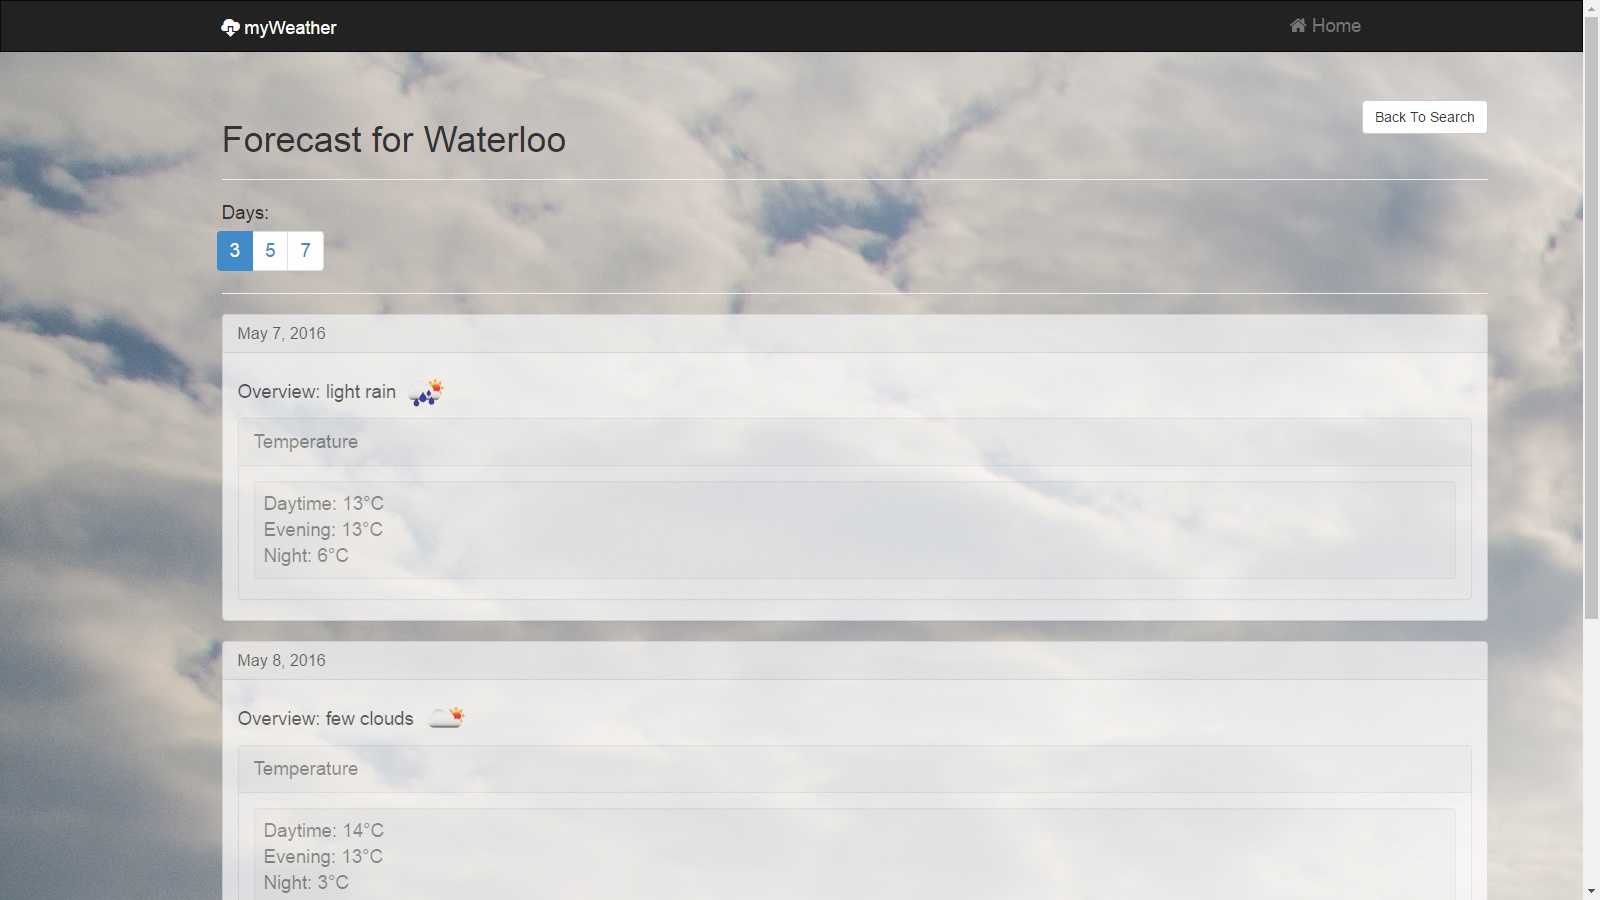 myWeather
Home
Back To Search
Forecast for Waterloo
Days:
3 5 7
May 7, 2016
Overview: light rain
Temperature
Daytime: 13°C
Evening: 13°C
Night: 6°C
May 8, 2016
Overview: few clouds
Temperature
Daytime: 14°C
Evening: 13°C
Night: 3°C